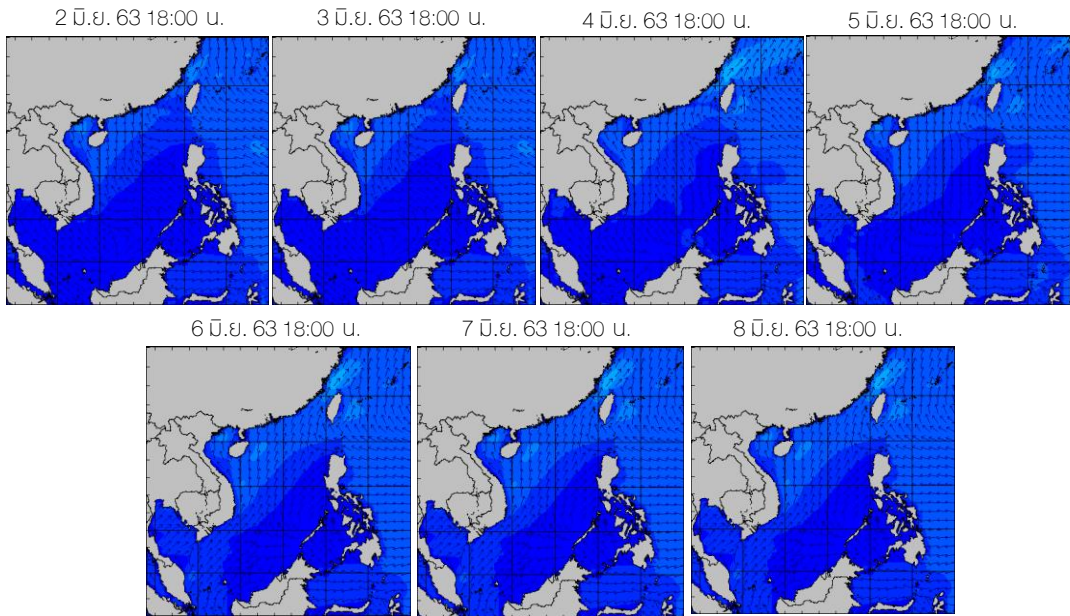 2 มิ.ย. 63 18:00 น.
3 มิ.ย. 63 18:00 น.
4 มิ.ย. 63 18:00 น.
5 มิ.ย. 63 18:00 น.
6 มิ.ย. 63 18:00 น.
7 มิ.ย. 63 18:00 น.
8 มิ.ย. 63 18:00 น.